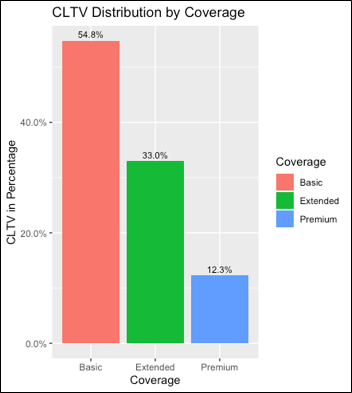 CLTV Distribution by Coverage
54.8%
33.0%
12.3%
40.0%
20.0%
0.0%
CLTV in Percentage
Basic
Extended
Premium
Coverage
Coverage
Basic
Extended
Premium